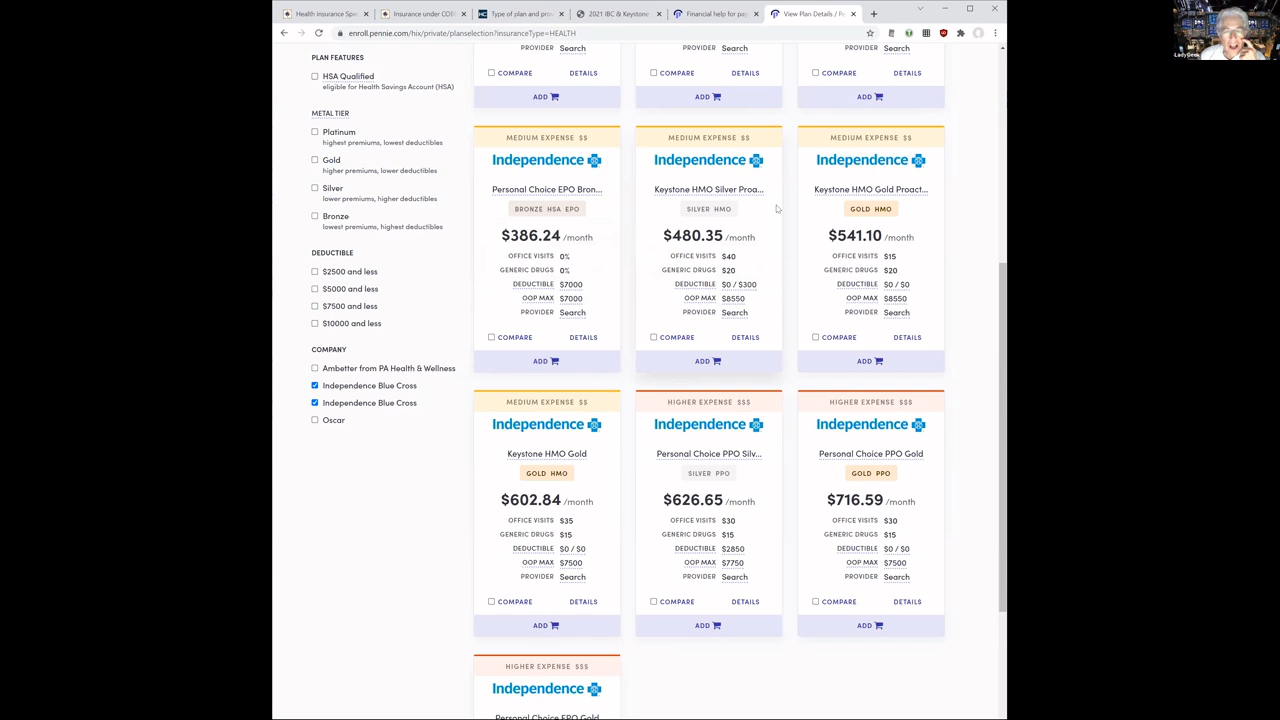 Health insurance Spe
Insurance under COB
Type of plan and prov
2021 IBC & Keystone
Financial help for pay
View Plan Details / Pe
enroll.pennie.com/hix/private/planselection?insuranceType=HEALTH
LadyGeek
PLAN FEATURES
HSA Qualified
eligible for Health Savings Account (HSA)
METAL TIER
Platinum
highest premiums, lowest deductibles
Gold
higher premiums, lower deductibles
Silver
lower premiums, higher deductibles
Bronze
lowest premiums, highest deductibles
DEDUCTIBLE
$2500 and less
$5000 and less
$7500 and less
$10000 and less
COMPANY
Ambetter from PA Health & Wellness
Independence Blue Cross
Independence Blue Cross
Oscar
PROVIDER Search
COMPARE DETAILS
ADD
PROVIDER Search
COMPARE DETAILS
ADD
PROVIDER Search
COMPARE DETAILS
ADD
MEDIUM EXPENSE $$
Independence
Personal Choice EPO Bron...
BRONZE HSA EPO
$386.24 /month
OFFICE VISITS 0%
GENERIC DRUGS 0%
DEDUCTIBLE $7000
OOP MAX $7000
PROVIDER Search
COMPARE DETAILS
ADD
MEDIUM EXPENSE $$
Independence
Keystone HMO Silver Proa...
SILVER HMO
$480.35 /month
OFFICE VISITS $40
GENERIC DRUGS $20
DEDUCTIBLE $0 / $300
OOP MAX $8550
PROVIDER Search
COMPARE DETAILS
ADD
MEDIUM EXPENSE $$
Independence
Keystone HMO Gold Proact...
GOLD HMO
$541.10 /month
OFFICE VISITS $15
GENERIC DRUGS $20
DEDUCTIBLE $0 / $0
OOP MAX $8550
PROVIDER Search
COMPARE DETAILS
ADD
MEDIUM EXPENSE $$
Independence
Keystone HMO Gold
GOLD HMO
$602.84 /month
OFFICE VISITS $35
GENERIC DRUGS $15
DEDUCTIBLE $0 / $0
OOP MAX $7500
PROVIDER Search
COMPARE DETAILS
ADD
HIGHER EXPENSE $$$
Independence
Personal Choice PPO Silv...
SILVER PPO
$626.65 /month
OFFICE VISITS $30
GENERIC DRUGS $15
DEDUCTIBLE $2850
OOP MAX $7750
PROVIDER Search
COMPARE DETAILS
ADD
HIGHER EXPENSE $$$
Independence
Personal Choice PPO Gold
GOLD PPO
$716.59 /month
OFFICE VISITS $30
GENERIC DRUGS $15
DEDUCTIBLE $0 / $0
OOP MAX $7500
PROVIDER Search
COMPARE DETAILS
ADD
HIGHER EXPENSE $$$
Independence
Personal Choice EPO Gold